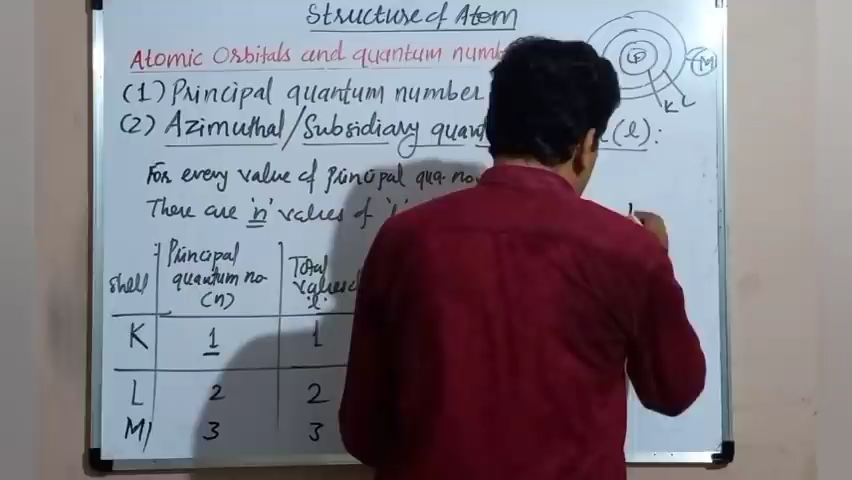 Structure of Atom
Atomic Orbitals and quantum numb
(1) Principal quantum number
(2) Azimuthal/Subsidiary quan (l):
For every value of principal qua. no
There are 'n' values of 'l'
Shell
Principal quantum no (n)
Total values
'l'
K 1 1
L 2 2
M 3 3
K L M